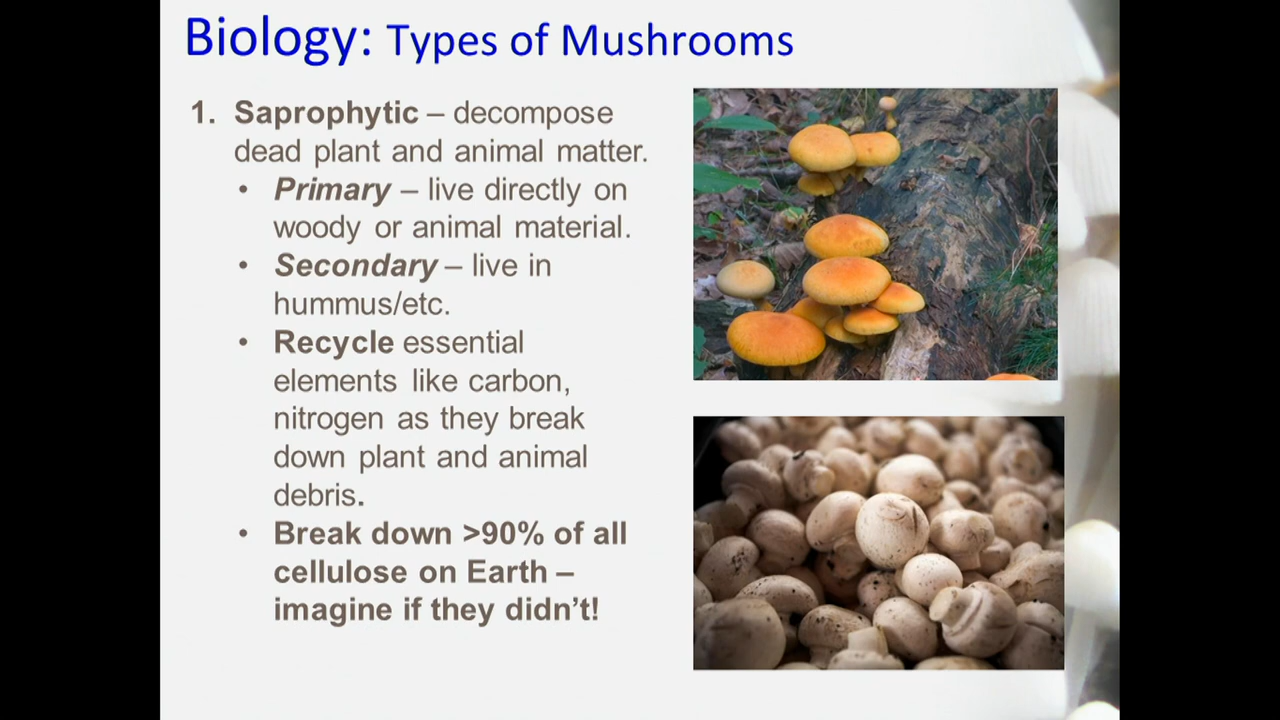 Biology: Types of Mushrooms
1. Saprophytic – decompose
dead plant and animal matter.
• Primary – live directly on
woody or animal material.
• Secondary – live in
hummus/etc.
• Recycle essential
elements like carbon,
nitrogen as they break
down plant and animal
debris.
• Break down >90% of all
cellulose on Earth –
imagine if they didn’t!